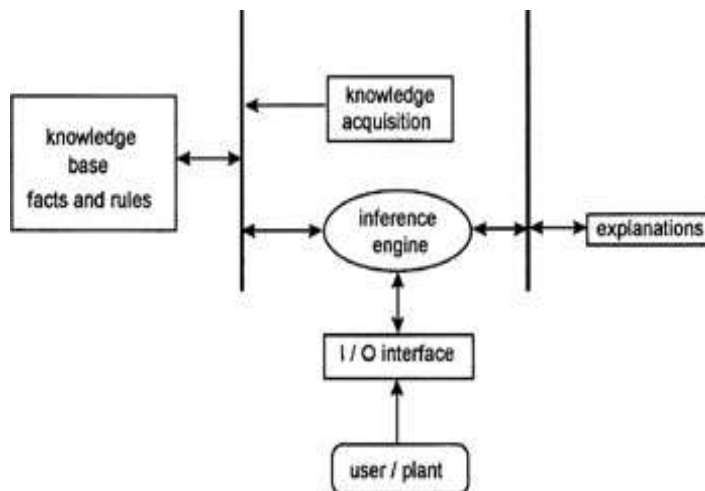 knowledge
acquisition
knowledge
base
facts and rules
inference
engine
explanations
I / O interface
user / plant